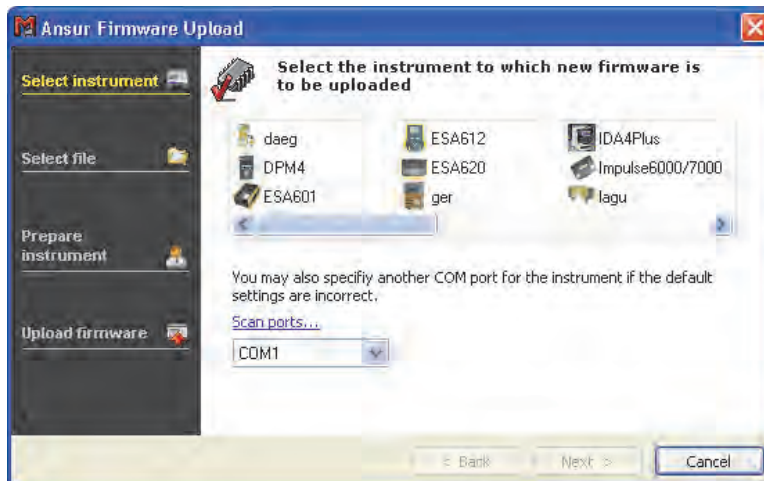 Ansur Firmware Upload
Select instrument
Select file
Prepare
instrument
Upload firmware
Select the instrument to which new firmware is
to be uploaded
daeg
DPM4
ESA601
ESA612
ESA620
ger
IDA4Plus
Impulse6000/7000
lagu
You may also specifiy another COM port for the instrument if the default
settings are incorrect.
Scan ports...
COM1
< Back
Next >
Cancel